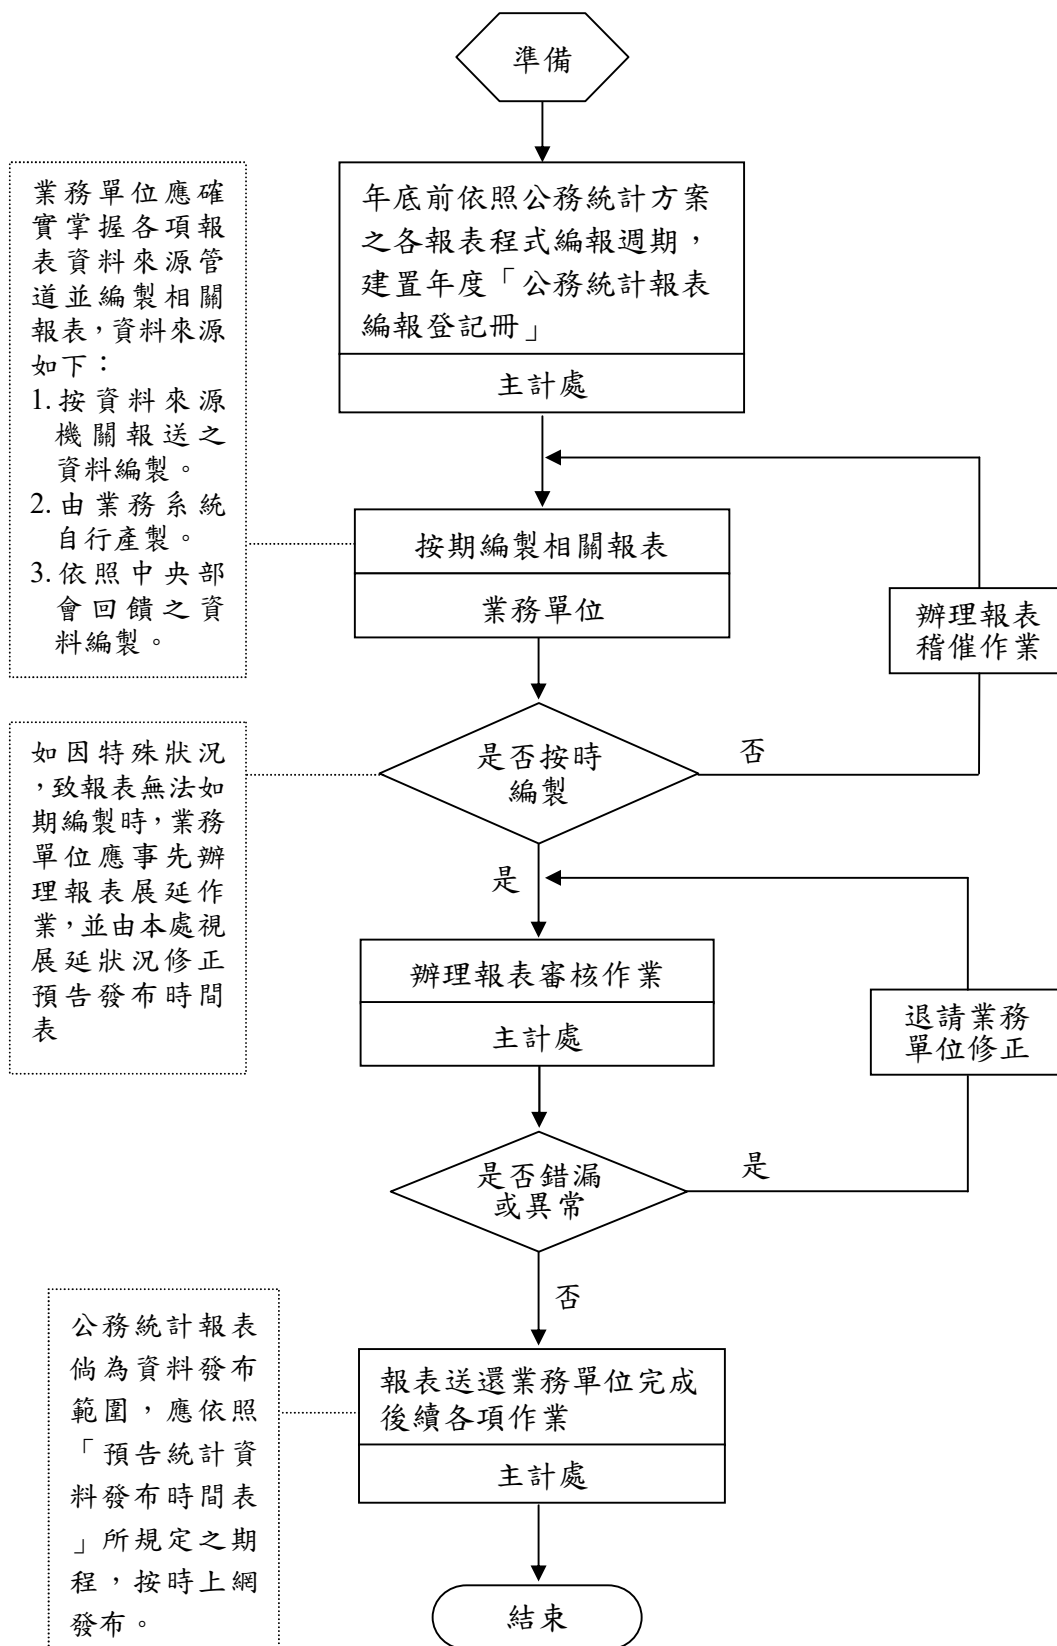 準備
年底前依照公務統計方案
之各報表程式編報週期，
建置年度「公務統計報表
編報登記冊」
主計處
業務單位應確
實掌握各項報
表資料來源管
道並編製相關
報表，資料來源
如下：
1. 按資料來源
機關報送之
資料編製。
2. 由業務系統
自行產製。
3. 依照中央部
會回饋之資
料編製。
按期編製相關報表
業務單位
辦理報表
稽催作業
如因特殊狀況
，致報表無法如
期編製時，業務
單位應事先辦
理報表展延作
業，並由本處視
展延狀況修正
預告發布時間
表
是否按時
編製
否
是
辦理報表審核作業
主計處
退請業務
單位修正
是否錯漏
或異常
是
否
公務統計報表
倘為資料發布
範圍，應依照
「預告統計資
料發布時間表
」所規定之期
程，按時上網
發布。
報表送還業務單位完成
後續各項作業
主計處
結束